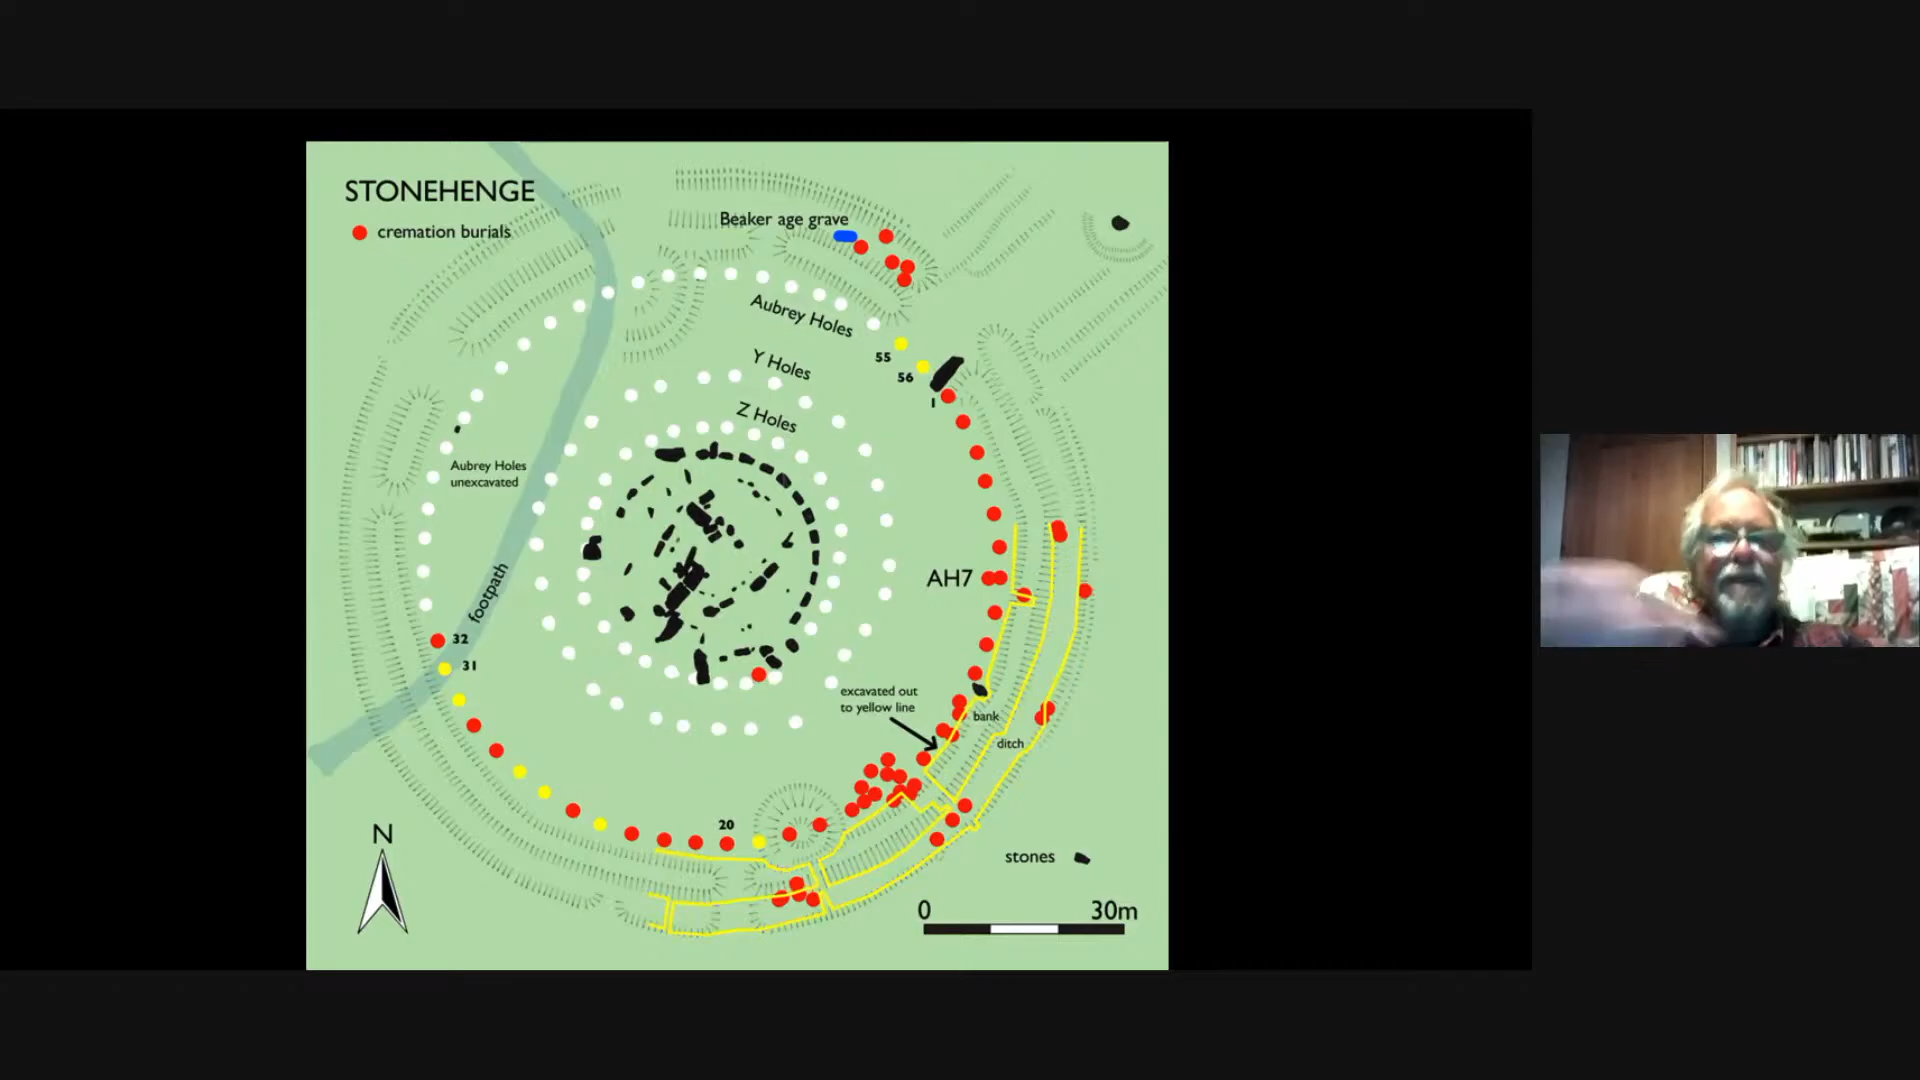 STONEHENGE
cremation burials
Beaker age grave
Aubrey Holes
55
Y Holes
56
1
Z Holes
Aubrey Holes
unexcavated
AH7
footpath
32
31
excavated out
to yellow line
bank
ditch
20
N
stones
0 30m